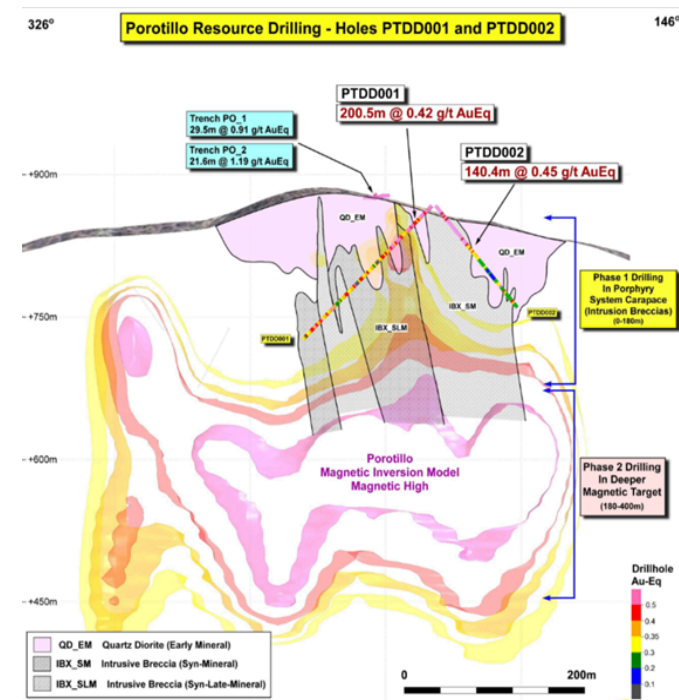 326°
146°
Porotillo Resource Drilling - Holes PTDD001 and PTDD002
PTDD001
200.5m @ 0.42 g/t AuEq
Trench PO_1
29.5m @ 0.91 g/t AuEq
Trench PO_2
21.6m @ 1.19 g/t AuEq
PTDD002
140.4m @ 0.45 g/t AuEq
+900m
QD_EM
QD_EM
Phase 1 Drilling
In Porphyry
System Carapace
(Intrusion Breccias)
(0-180m)
IBX_SM
+750m
PTDD002
IBX_SLM
PTDD001
+600m
Porotillo
Magnetic Inversion Model
Magnetic High
Phase 2 Drilling
In Deeper
Magnetic Target
(180-400m)
+450m
Drillhole
Au-Eq
0.5
0.4
0.35
0.3
0.2
0.1
QD_EM Quartz Diorite (Early Mineral)
IBX_SM Intrusive Breccia (Syn-Mineral)
IBX_SLM Intrusive Breccia (Syn-Late-Mineral)
0 200m